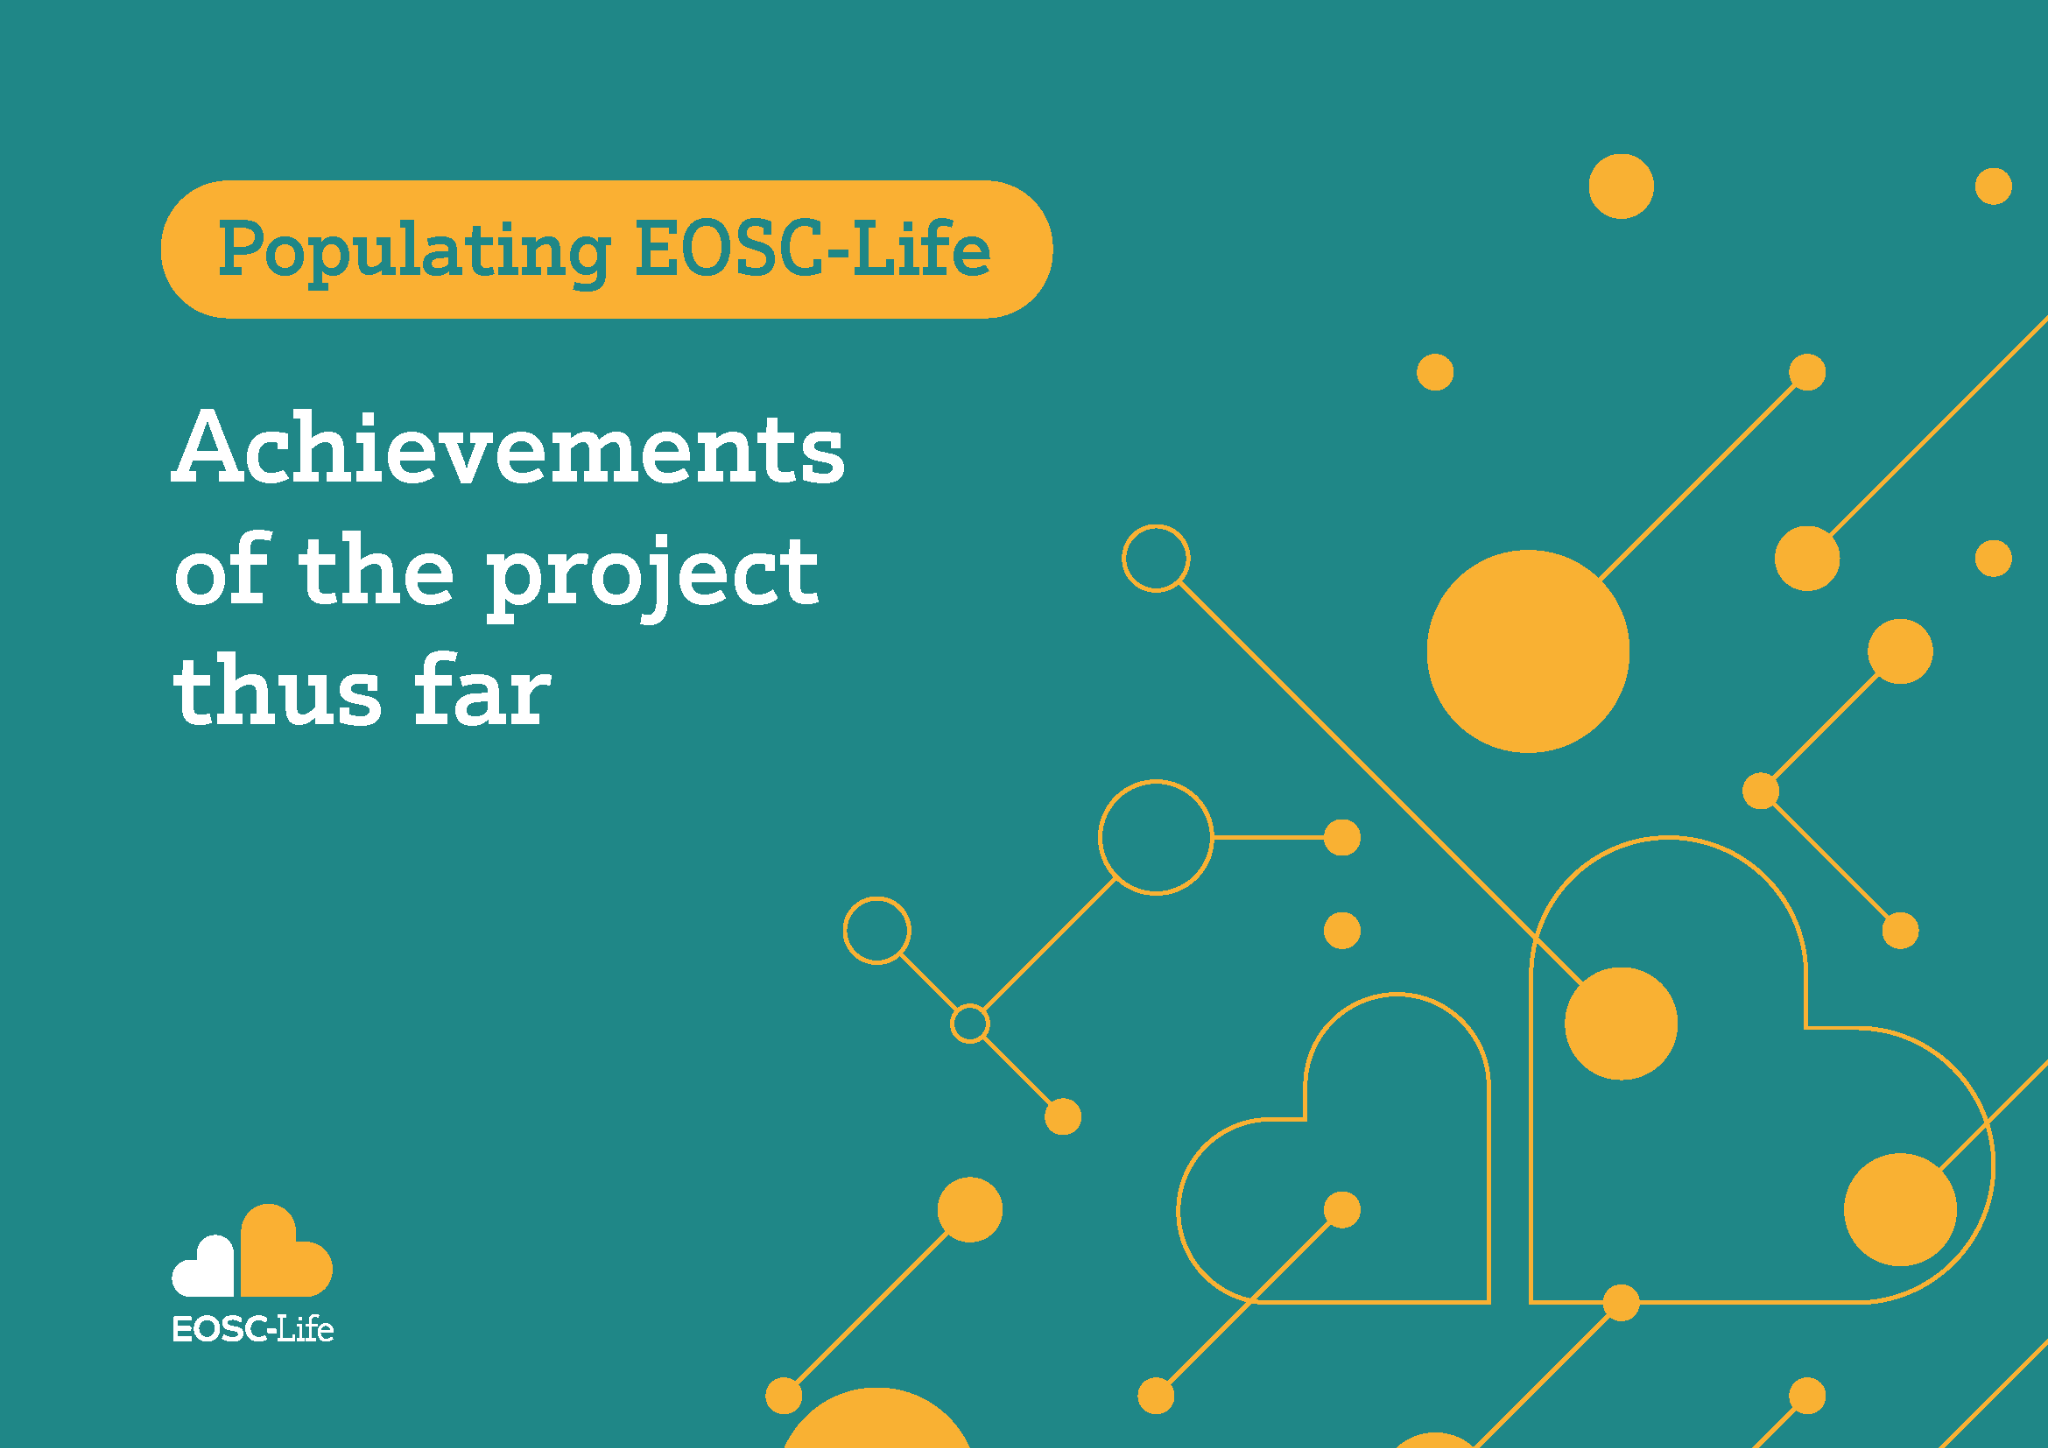 Populating EOSC-Life
Achievements
of the project
thus far
EOSC-Life